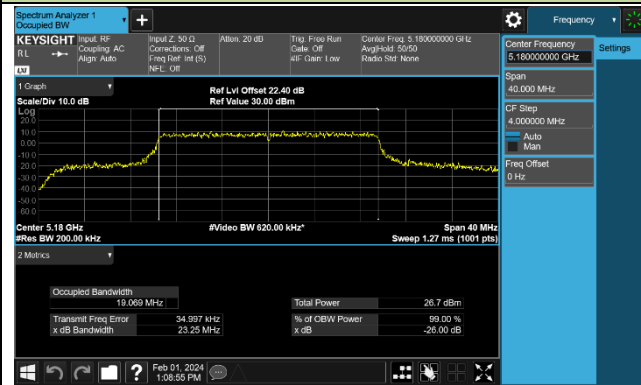 Spectrum Analyzer 1
Occupied BW
+
Frequency
KEYSIGHT
RL
LXI
Input: RF
Coupling: AC
Align: Auto
Input Z: 50 Ω
Corrections: Off
Freq Ref: Int (S)
NFE: Off
Atten: 20 dB
Trig: Free Run
Gate: Off
#IF Gain: Low
Center Freq: 5.180000000 GHz
Avg|Hold: 50/50
Radio Std: None
Center Frequency
5.180000000 GHz
Settings
Span
40.000 MHz
CF Step
4.000000 MHz
Auto
Man
Freq Offset
0 Hz
1 Graph
Scale/Div 10.0 dB
Ref Lvl Offset 22.40 dB
Ref Value 30.00 dBm
Log
20.0
10.0
0.00
-10.0
-20.0
-30.0
-40.0
-50.0
-60.0
Center 5.18 GHz
#Res BW 200.00 kHz
#Video BW 620.00 kHz*
Span 40 MHz
Sweep 1.27 ms (1001 pts)
2 Metrics
Occupied Bandwidth
19.069 MHz
Total Power 26.7 dBm
Transmit Freq Error 34.997 kHz
% of OBW Power 99.00 %
x dB Bandwidth 23.25 MHz
x dB -26.00 dB
?
Feb 01, 2024
1:08:55 PM